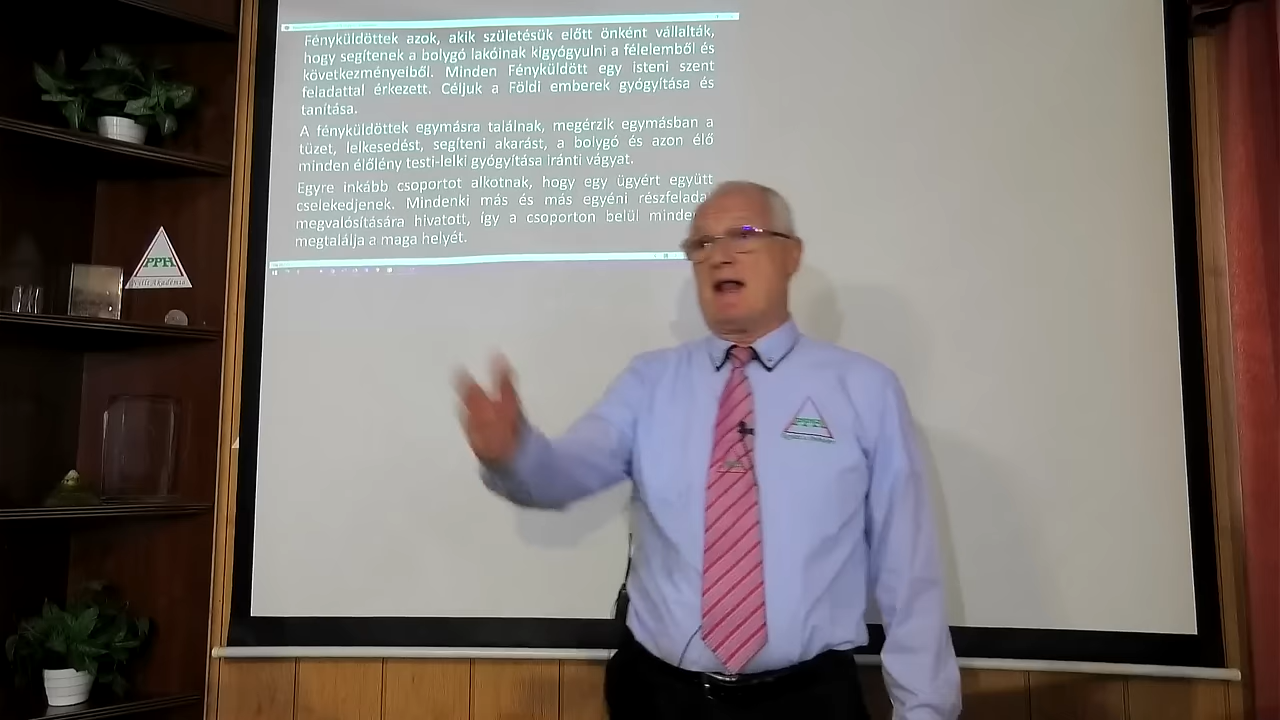 Fényküldöttek azok, akik születésük előtt önként vállalták,
hogy segítenek a bolygó lakóinak kigyógyulni a félelemből és
következményeiből. Minden Fényküldött egy isteni szent
feladattal érkezett. Céljuk a Földi emberek gyógyítása és
tanítása.
A fényküldöttek egymásra találnak, megérzik egymásban a
tüzet, lelkesedést, segíteni akarást, a bolygó és azon élő
minden élőlény testi-lelki gyógyítása iránti vágyat.
Egyre inkább csoportot alkotnak, hogy egy ügyért együtt
cselekedjenek. Mindenki más és más egyéni
megvalósítására hivatott, így a csoporton belül
megtalálja a maga helyét.
PPH
PPH